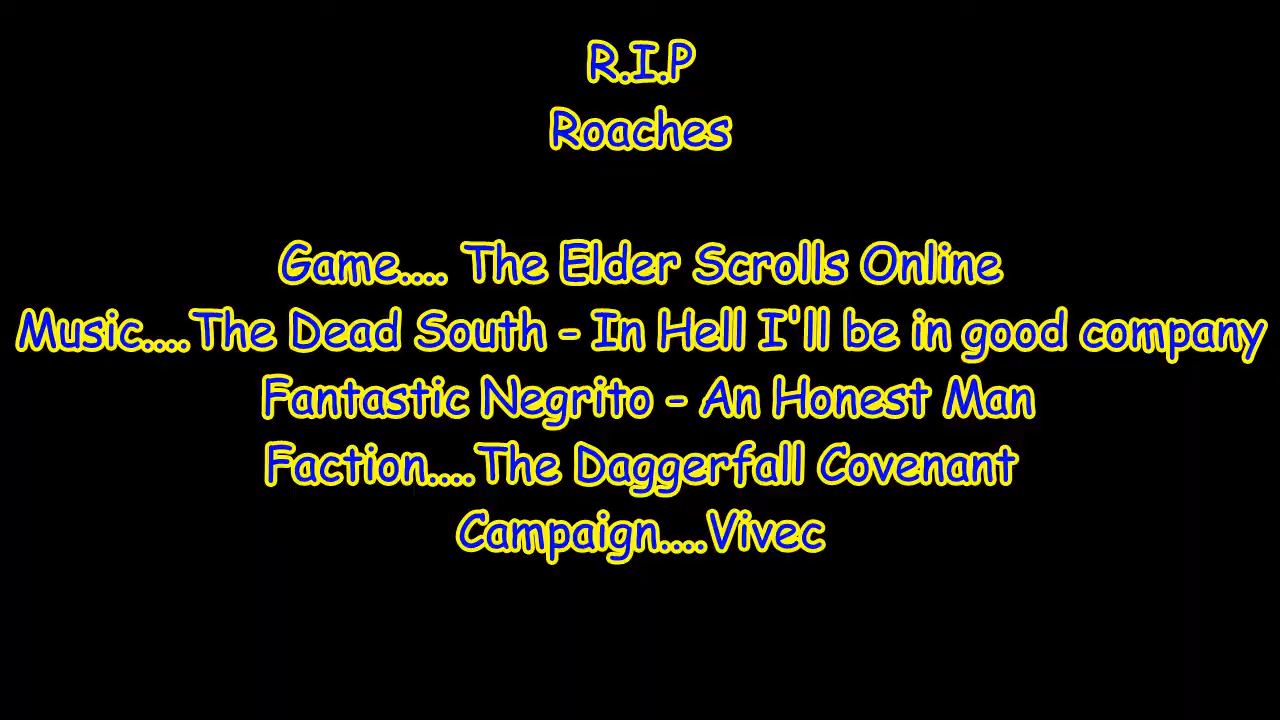 R.I.P
Roaches
Game.... The Elder Scrolls Online
Music....The Dead South - In Hell I'll be in good company
Fantastic Negrito - An Honest Man
Faction....The Daggerfall Covenant
Campaign....Vivec